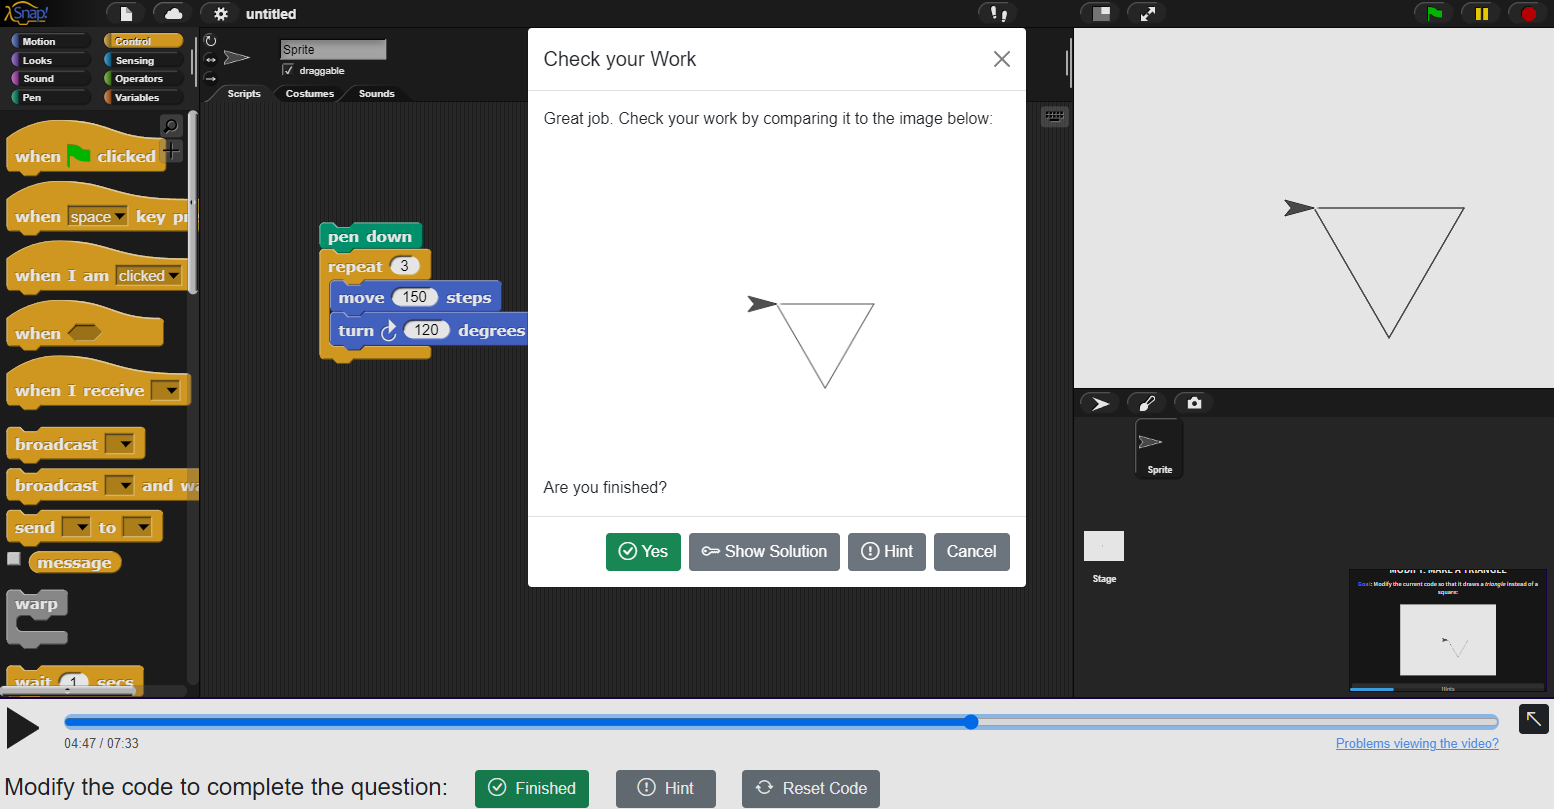 Snap!
untitled
Motion
Control
Looks
Sensing
Sound
Operators
Pen
Variables
Sprite
draggable
Scripts
Costumes
Sounds
when clicked
when space key pr
when I am clicked
when
when I receive
broadcast
broadcast and wa
send to
message
warp
wait 1 secs
pen down
repeat 3
move 150 steps
turn 120 degrees
Check your Work
Great job. Check your work by comparing it to the image below:
Are you finished?
Yes
Show Solution
Hint
Cancel
Sprite
Stage
MODIFY: MAKE A TRIANGLE
Goal: Modify the current code so that it draws a triangle instead of a
square:
Hints
04:47 / 07:33
Problems viewing the video?
Modify the code to complete the question:
Finished
Hint
Reset Code